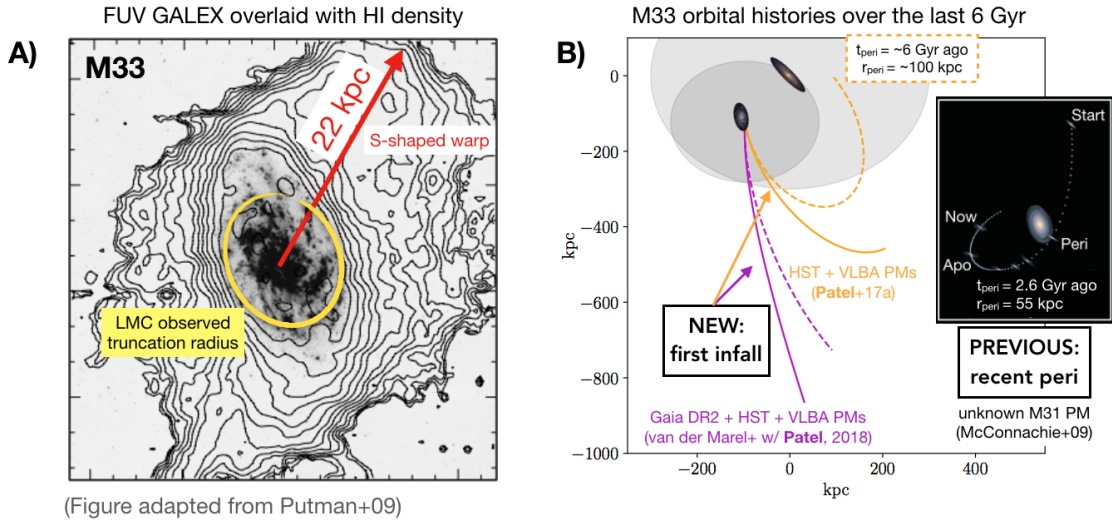 FUV GALEX overlaid with HI density
A)
M33
22 kpc
S-shaped warp
LMC observed
truncation radius
(Figure adapted from Putman+09)
M33 orbital histories over the last 6 Gyr
B)
t_peri = ~6 Gyr ago
r_peri = ~100 kpc
0
−200
−400
−600
−800
−1000
kpc
−200
0
200
400
kpc
HST + VLBA PMs
(Patel+17a)
NEW:
first infall
Gaia DR2 + HST + VLBA PMs
(van der Marel+ w/ Patel, 2018)
Start
Now
Peri
Apo
t_peri = 2.6 Gyr ago
r_peri = 55 kpc
PREVIOUS:
recent peri
unknown M31 PM
(McConnachie+09)